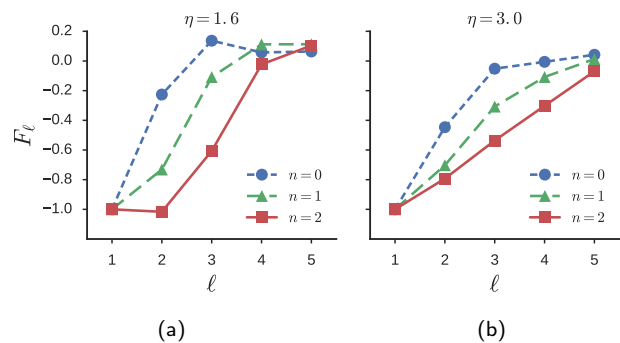 η = 1.6
η = 3.0
0.2
0.0
−0.2
−0.4
−0.6
−0.8
−1.0
F_ℓ
n = 0
n = 1
n = 2
n = 0
n = 1
n = 2
1 2 3 4 5
1 2 3 4 5
ℓ
ℓ
(a)
(b)